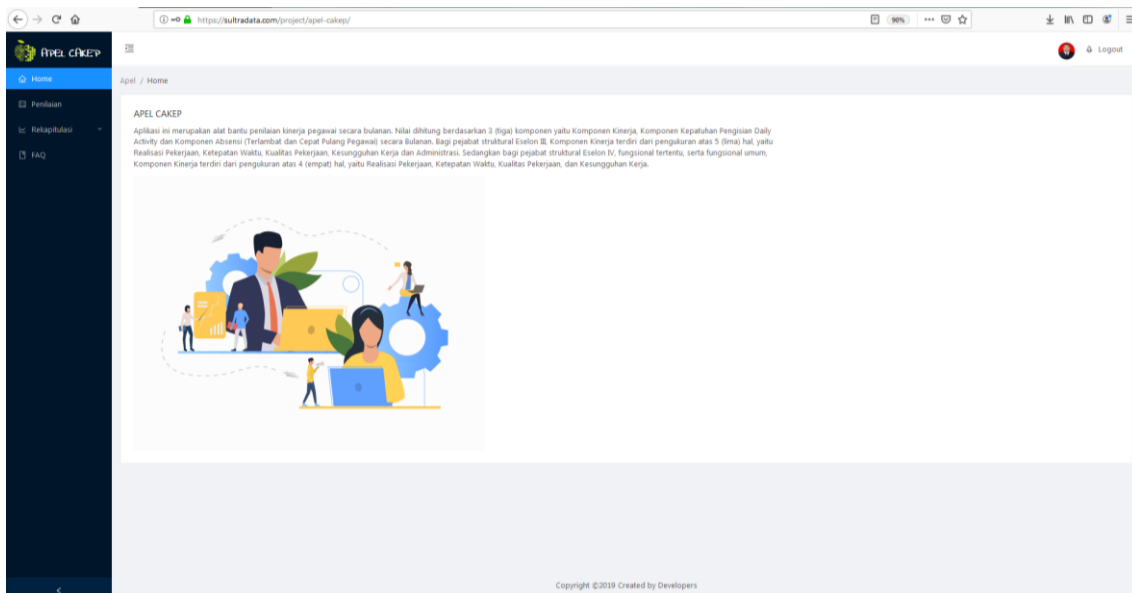 https://sultradata.com/project/apel-cakep/
90%
APEL CAKEP
Logout
Home
Apel / Home
Penilaian
Rekapitulasi
FAQ
APEL CAKEP
Aplikasi ini merupakan alat bantu penilaian kinerja pegawai secara bulanan. Nilai dihitung berdasarkan 3 (tiga) komponen yaitu Komponen Kinerja, Komponen Kepatuhan Pengisian Daily
Activity dan Komponen Absensi (Terlambat dan Cepat Pulang Pegawai) secara Bulanan. Bagi pejabat struktural Eselon III, Komponen Kinerja terdiri dari pengukuran atas 5 (lima) hal, yaitu
Realisasi Pekerjaan, Ketepatan Waktu, Kualitas Pekerjaan, Kesungguhan Kerja dan Administrasi. Sedangkan bagi pejabat struktural Eselon IV, fungsional tertentu, serta fungsional umum,
Komponen Kinerja terdiri dari pengukuran atas 4 (empat) hal, yaitu Realisasi Pekerjaan, Ketepatan Waktu, Kualitas Pekerjaan, dan Kesungguhan Kerja.
Copyright ©2019 Created by Developers